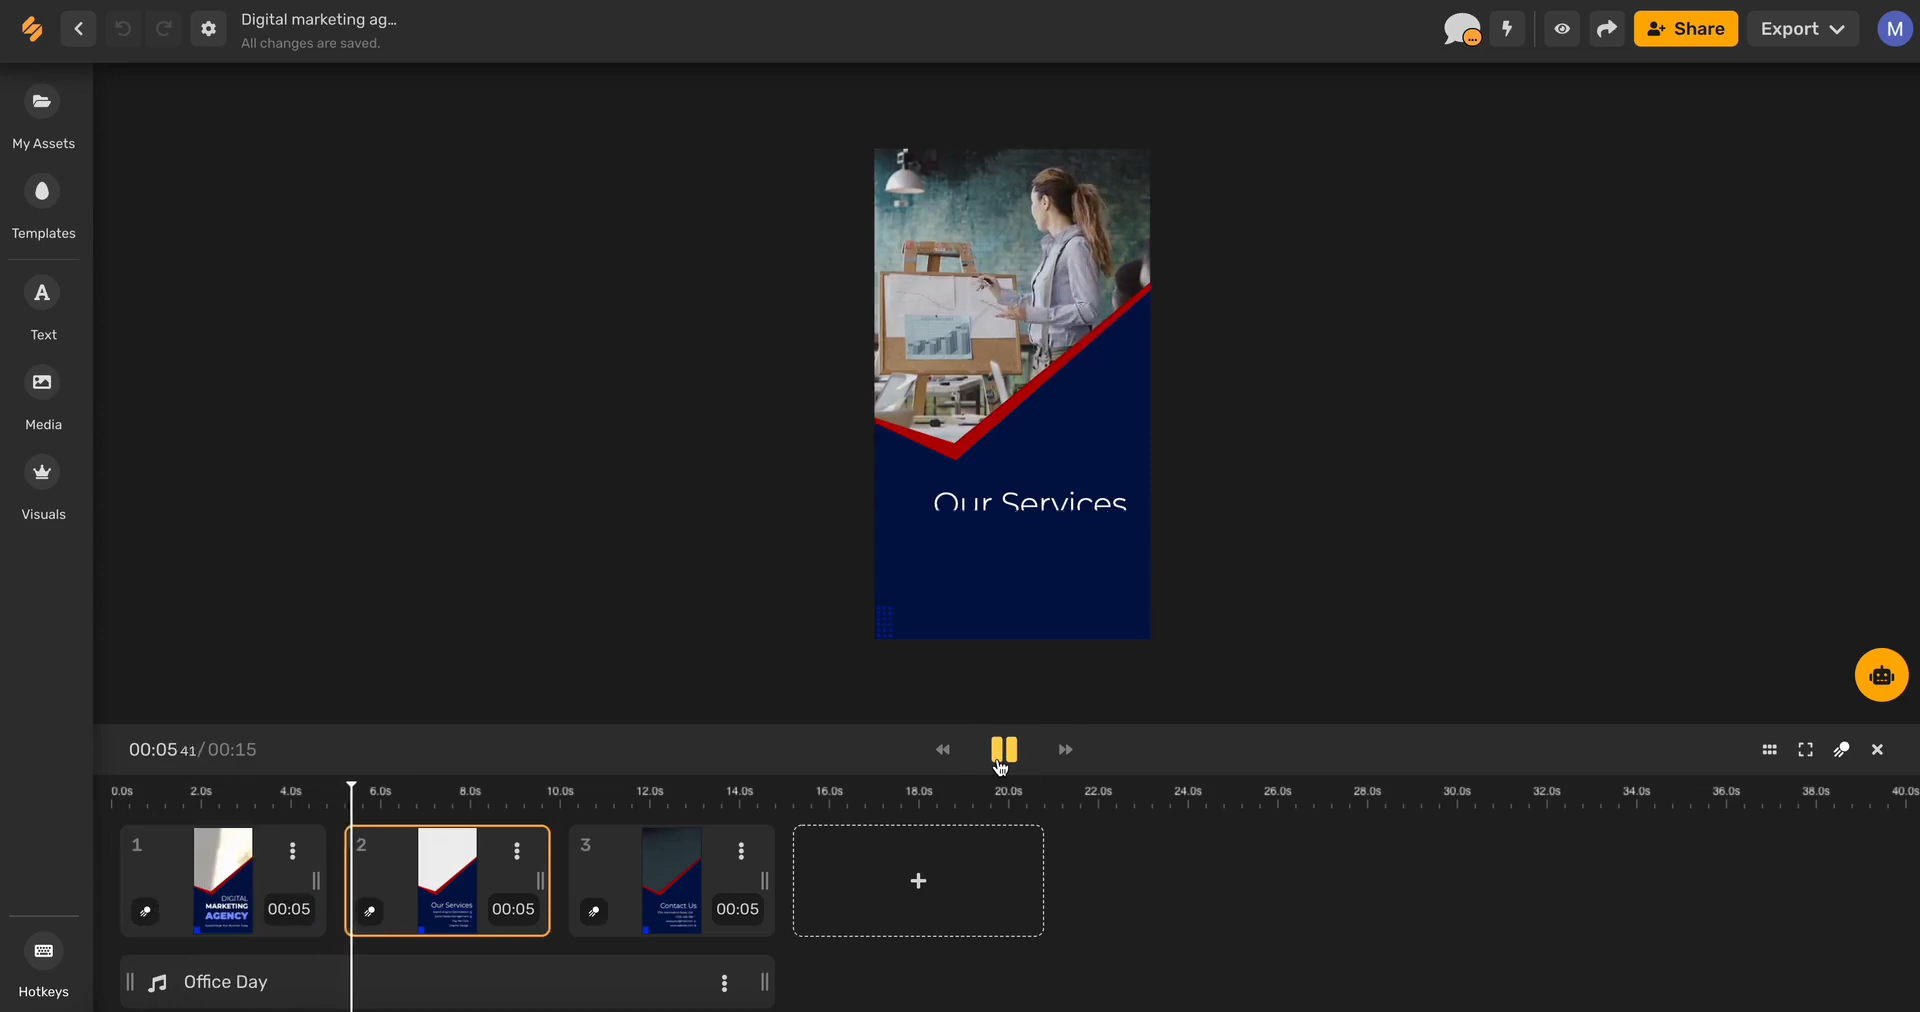 Digital marketing ag...
All changes are saved.
Share
Export
M
My Assets
Templates
Text
Media
Visuals
Hotkeys
Our Services
00:05 41/00:15
0.0s 2.0s 4.0s 6.0s 8.0s 10.0s 12.0s 14.0s 16.0s 18.0s 20.0s 22.0s 24.0s 26.0s 28.0s 30.0s 32.0s 34.0s 36.0s 38.0s 40.0s
1
DIGITAL
MARKETING
AGENCY
00:05
2
Our Services
00:05
3
Contact Us
00:05
+
Office Day